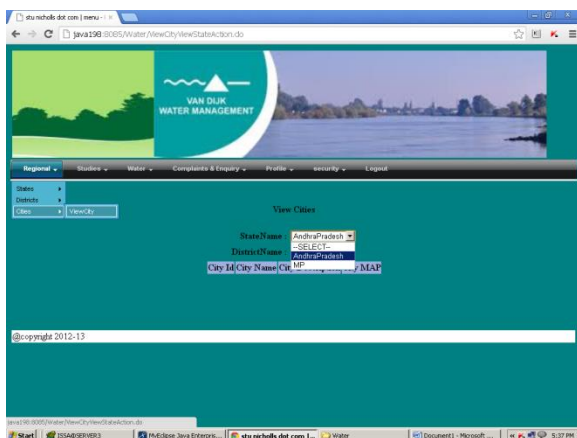 stu nicholls dot com | menu - l
java198:8085/Water/ViewCityViewStateAction.do
VAN DIJK
WATER MANAGEMENT
Regional Studies Water Complaints & Enquiry Profile security Logout
States
Districts
Cities ViewCity
View Cities
StateName : AndhraPradesh
--SELECT--
DistrictName :
AndhraPradesh
MP
City Id City Name City MAP
@copyright 2012-13
java198:8085/Water/ViewCityViewStateAction.do
Start ISSA@SERVER3 MyEclipse Java Enterpris... stu nicholls dot com |... Water Document1 - Microsoft ... 5:37 PM